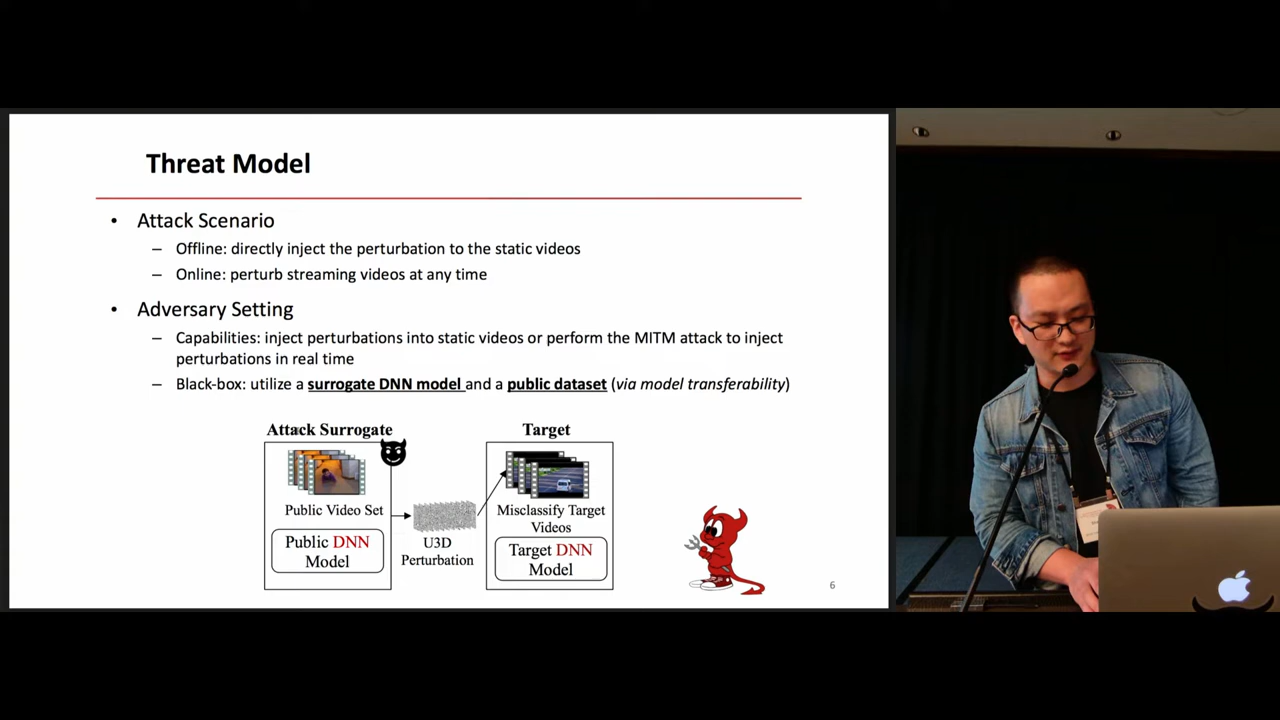 Threat Model
• Attack Scenario
– Offline: directly inject the perturbation to the static videos
– Online: perturb streaming videos at any time
• Adversary Setting
– Capabilities: inject perturbations into static videos or perform the MITM attack to inject
perturbations in real time
– Black-box: utilize a surrogate DNN model and a public dataset (via model transferability)
Attack Surrogate
Public Video Set
Public DNN
Model
U3D
Perturbation
Target
Misclassify Target
Videos
Target DNN
Model
6